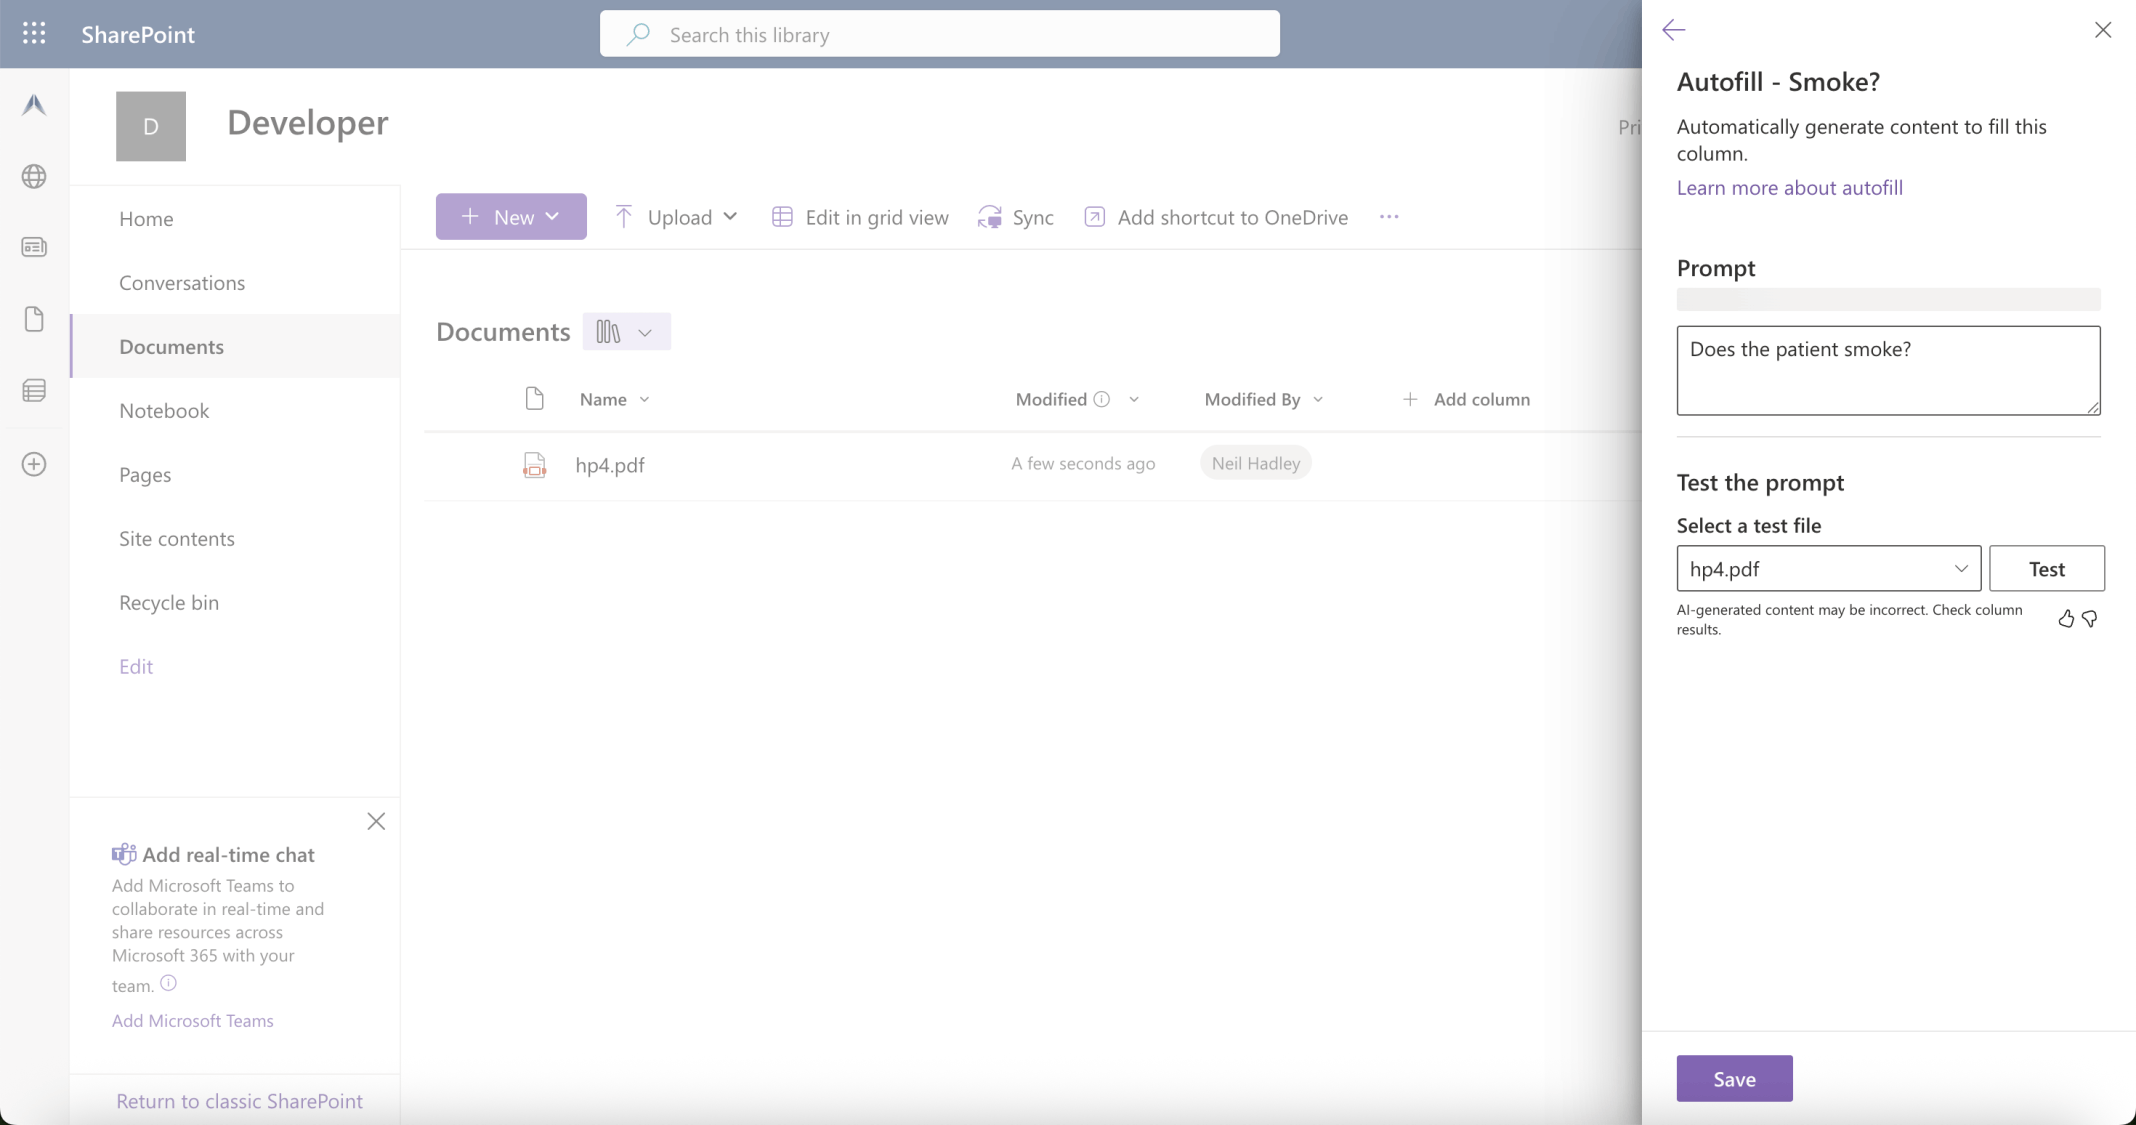 SharePoint
Search this library
D
Developer
Pri
Home
Conversations
Documents
Notebook
Pages
Site contents
Recycle bin
Edit
New
Upload
Edit in grid view
Sync
Add shortcut to OneDrive
Documents
Name
Modified
Modified By
Add column
hp4.pdf
A few seconds ago
Neil Hadley
Add real-time chat
Add Microsoft Teams to
collaborate in real-time and
share resources across
Microsoft 365 with your
team.
Add Microsoft Teams
Return to classic SharePoint
Autofill - Smoke?
Automatically generate content to fill this
column.
Learn more about autofill
Prompt
Does the patient smoke?
Test the prompt
Select a test file
hp4.pdf
Test
AI-generated content may be incorrect. Check column
results.
Save